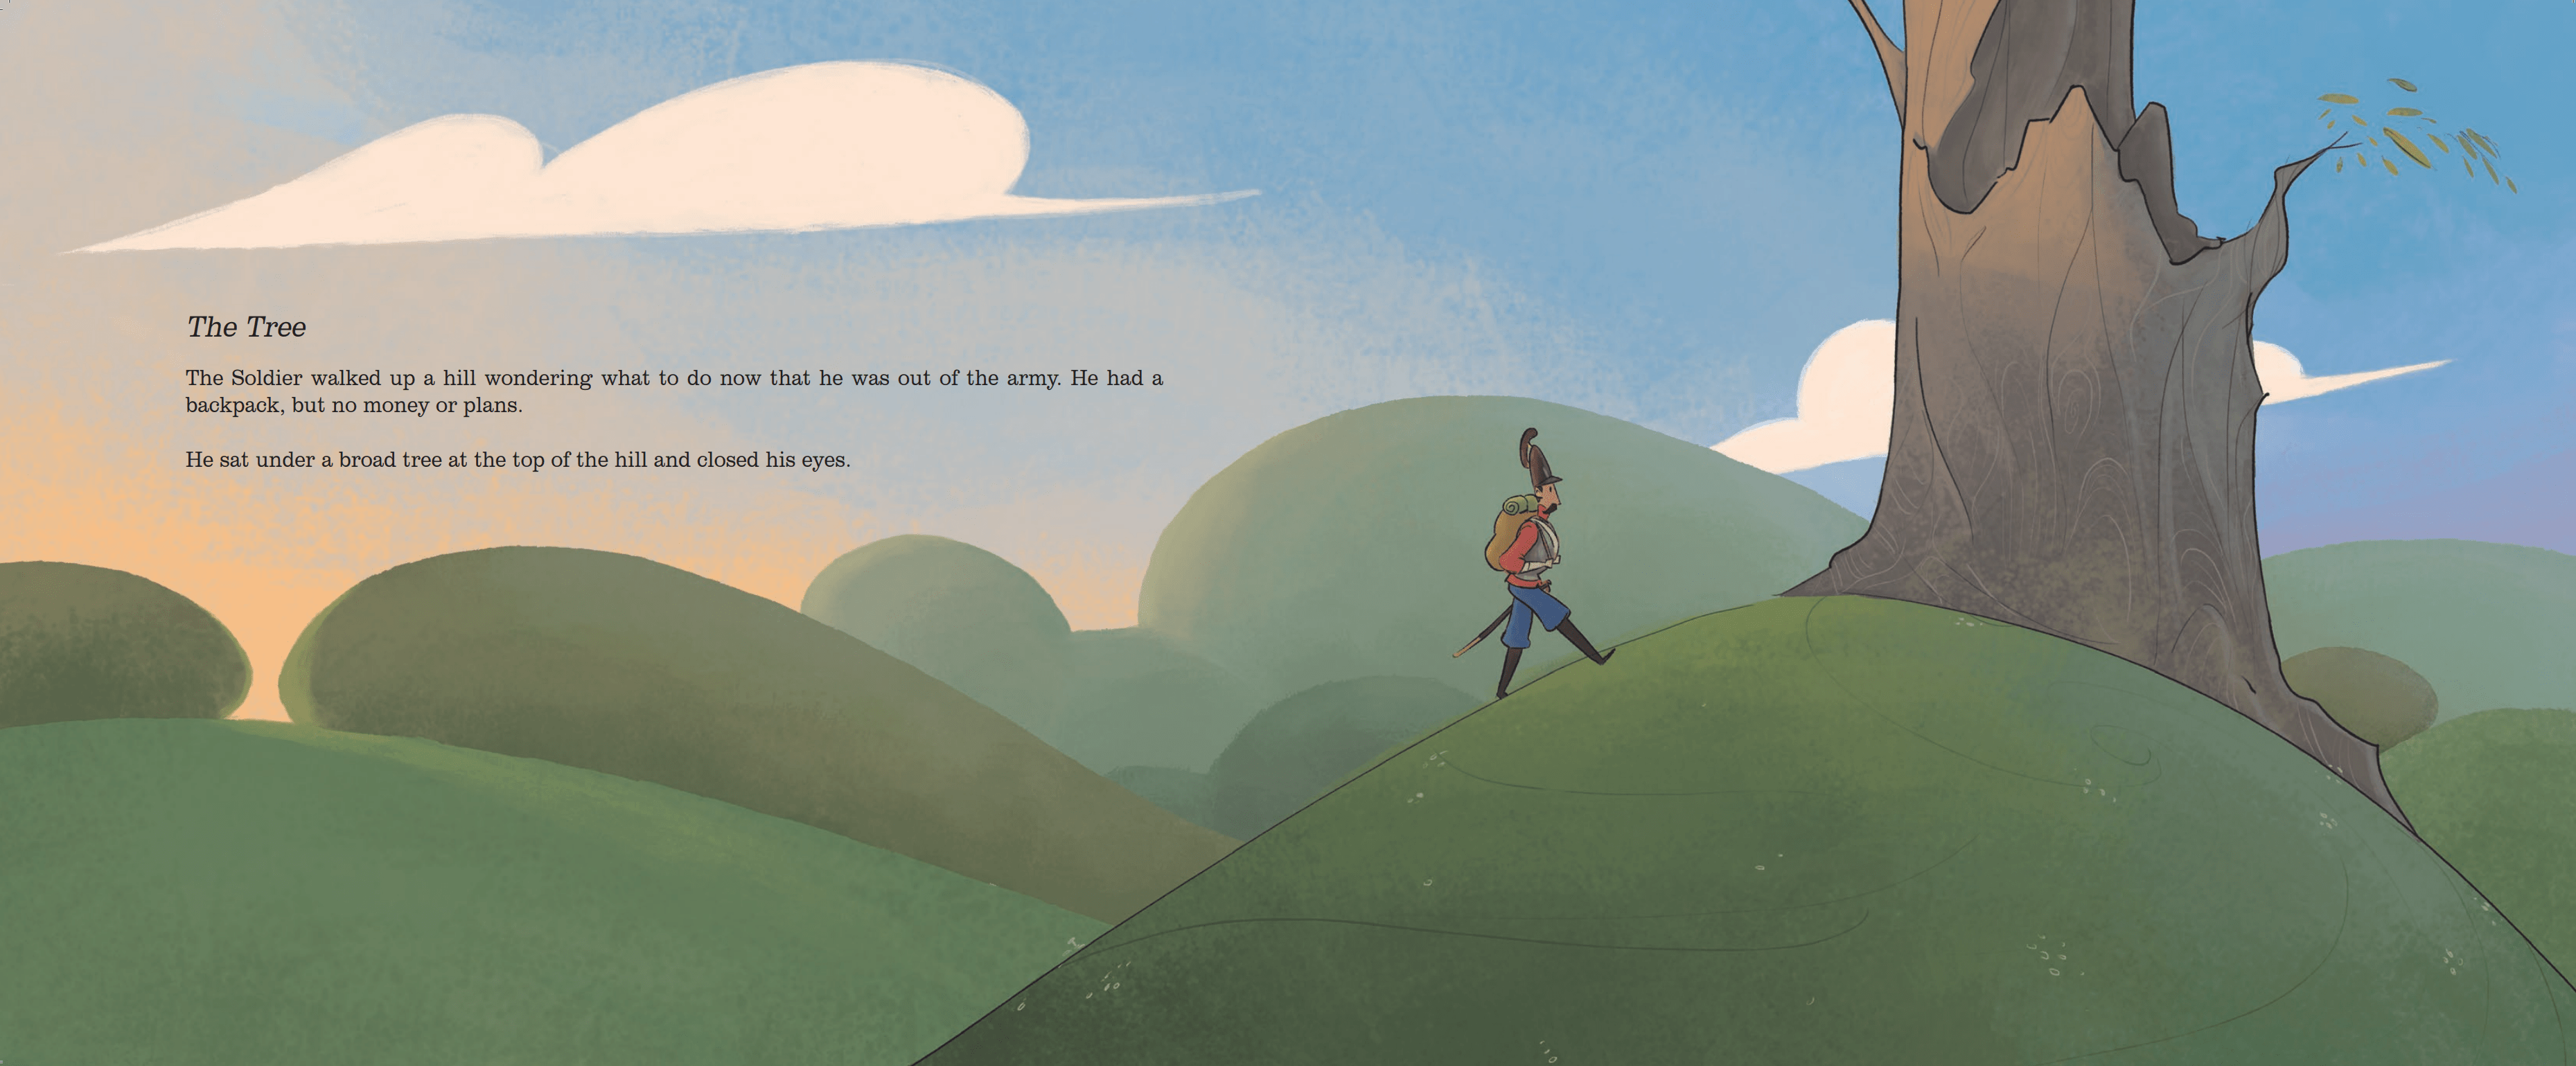 The Tree
The Soldier walked up a hill wondering what to do now that he was out of the army. He had a
backpack, but no money or plans.
He sat under a broad tree at the top of the hill and closed his eyes.